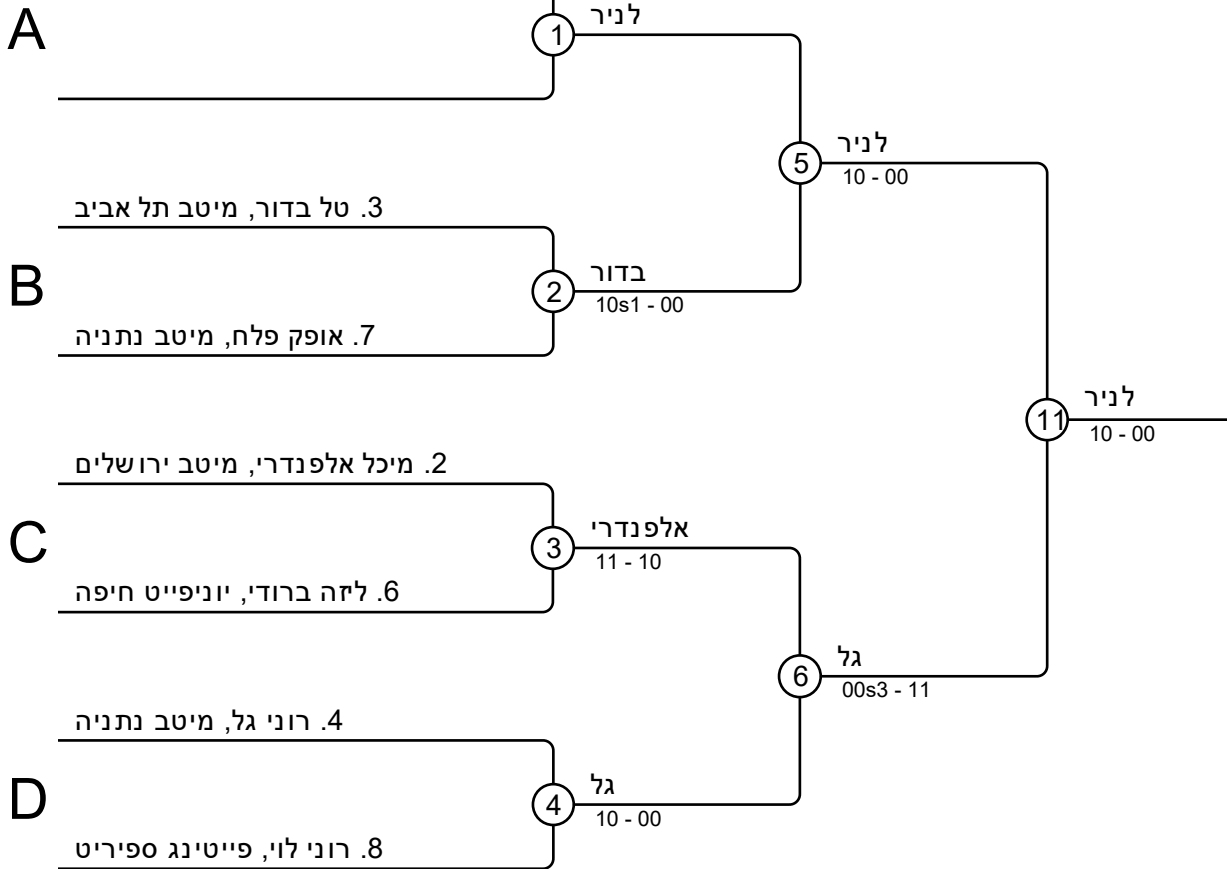 A
1
לניר
5
לניר
10 - 00
3. טל בדור, מיטב תל אביב
B
2
בדור
10s1 - 00
7. אופק פלח, מיטב נתניה
11
לניר
10 - 00
2. מיכל אלפנדרי, מיטב ירושלים
C
3
אלפנדרי
11 - 10
6. ליזה ברודי, יוניפייט חיפה
6
גל
00s3 - 11
4. רוני גל, מיטב נתניה
D
4
גל
10 - 00
8. רוני לוי, פייטינג ספיריט